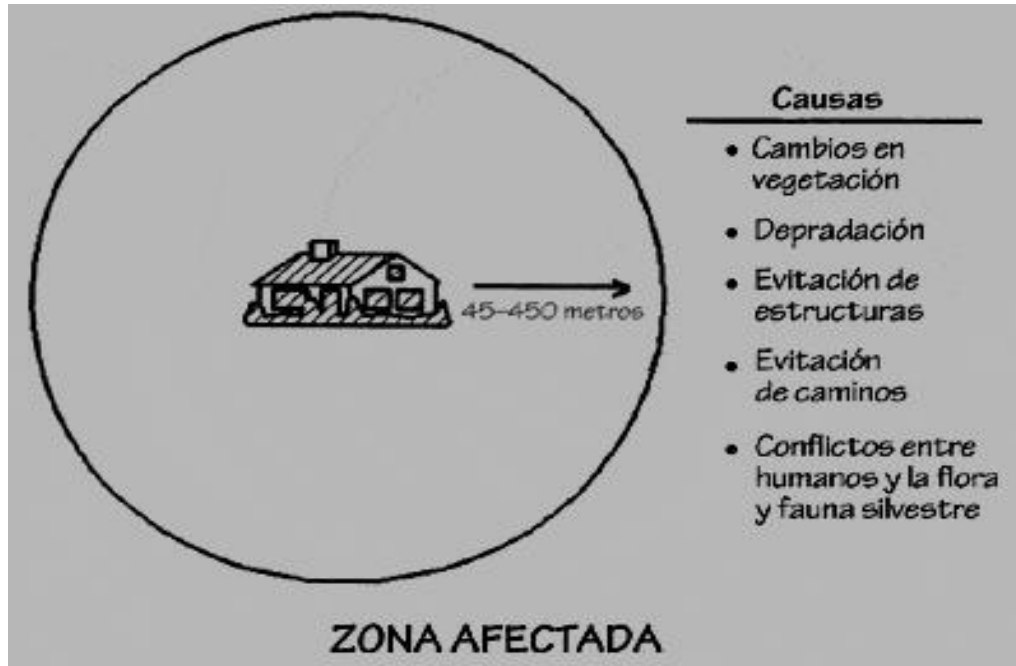 Causas
• Cambios en
vegetación
• Depradación
• Evitación de
estructuras
• Evitación
de caminos
• Conflictos entre
humanos y la flora
y fauna silvestre
45–450 metros
ZONA AFECTADA